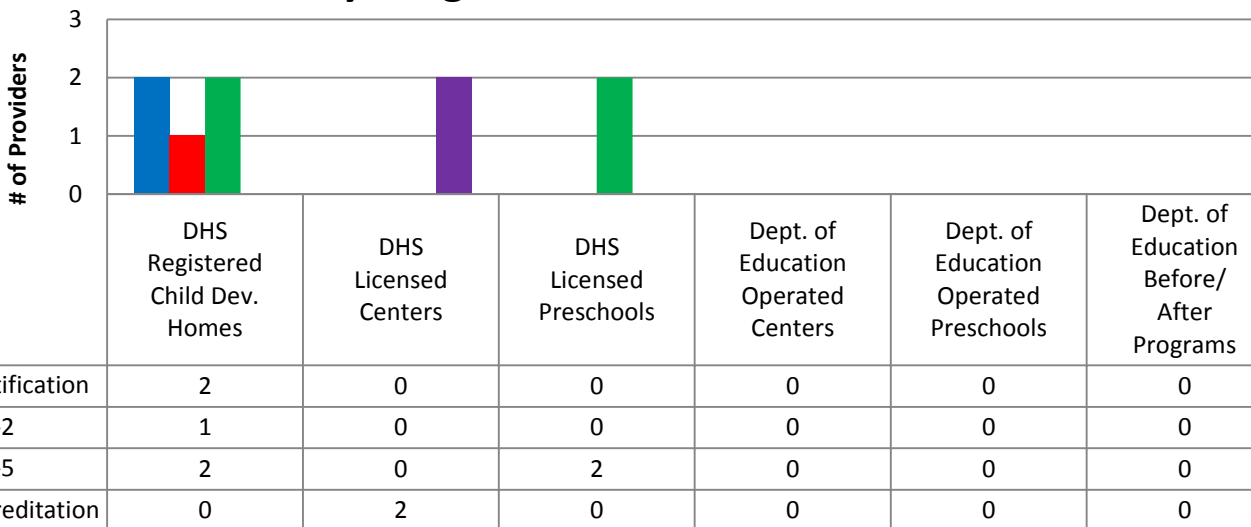 3
2
1
0
# of Providers
DHS
Registered
Child Dev.
Homes
DHS
Licensed
Centers
DHS
Licensed
Preschools
Dept. of
Education
Operated
Centers
Dept. of
Education
Operated
Preschools
Dept. of
Education
Before/
After
Programs
tification 2 0 0 0 0 0
2 1 0 0 0 0 0
5 2 0 2 0 0 0
reditation 0 2 0 0 0 0